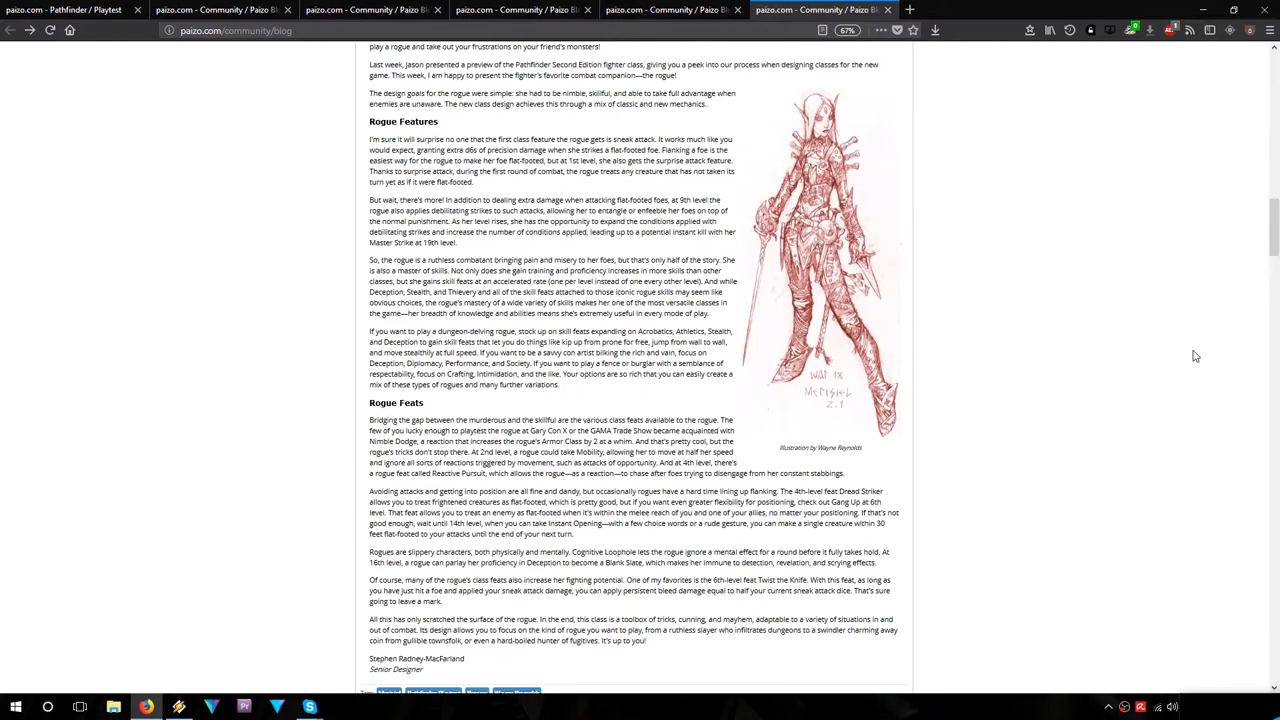 paizo.com - Pathfinder / Playtest
paizo.com - Community / Paizo Bl
paizo.com - Community / Paizo Blo
paizo.com - Community / Paizo Bl
paizo.com - Community / Paizo Blo
paizo.com - Community / Paizo Bl
paizo.com/community/blog
67%
play a rogue and take out your frustrations on your friend's monsters!
Last week, Jason presented a preview of the Pathfinder Second Edition fighter class, giving you a peek into our process when designing classes for the new
game. This week, I am happy to present the fighter's favorite combat companion—the rogue!
The design goals for the rogue were simple: she had to be nimble, skillful, and able to take full advantage when
enemies are unaware. The new class design achieves this through a mix of classic and new mechanics.
Rogue Features
I'm sure it will surprise no one that the first class feature the rogue gets is sneak attack. It works much like you
would expect, granting extra d6s of precision damage when she strikes a flat-footed foe. Flanking a foe is the
easiest way for the rogue to make her foe flat-footed, but at 1st level, she also gets the surprise attack feature.
Thanks to surprise attack, during the first round of combat, the rogue treats any creature that has not taken its
turn yet as if it were flat-footed.
But wait, there's more! In addition to dealing extra damage when attacking flat-footed foes, at 9th level the
rogue also applies debilitating strikes to such attacks, allowing her to entangle or enfeeble her foes on top of
the normal punishment. As her level rises, she has the opportunity to expand the conditions applied with
debilitating strikes and increase the number of conditions applied, leading up to a potential instant kill with her
Master Strike at 19th level.
So, the rogue is a ruthless combatant bringing pain and misery to her foes, but that's only half of the story. She
is also a master of skills. Not only does she gain training and proficiency increases in more skills than other
classes, but she gains skill feats at an accelerated rate (one per level instead of one every other level). And while
Deception, Stealth, and Thievery and all of the skill feats attached to those iconic rogue skills may seem like
obvious choices, the rogue's mastery of a wide variety of skills makes her one of the most versatile classes in
the game—her breadth of knowledge and abilities means she's extremely useful in every mode of play.
If you want to play a dungeon-delving rogue, stock up on skill feats expanding on Acrobatics, Athletics, Stealth,
and Deception to gain skill feats that let you do things like kip up from prone for free, jump from wall to wall,
and move stealthily at full speed. If you want to be a savvy con artist bilking the rich and vain, focus on
Deception, Diplomacy, Performance, and Society. If you want to play a fence or burglar with a semblance of
respectability, focus on Crafting, Intimidation, and the like. Your options are so rich that you can easily create a
mix of these types of rogues and many further variations.
WAR 18
MERISIEL
2.1
Illustration by Wayne Reynolds
Rogue Feats
Bridging the gap between the murderous and the skillful are the various class feats available to the rogue. The
few of you lucky enough to playtest the rogue at Gary Con X or the GAMA Trade Show became acquainted with
Nimble Dodge, a reaction that increases the rogue's Armor Class by 2 at a whim. And that's pretty cool, but the
rogue's tricks don't stop there. At 2nd level, a rogue could take Mobility, allowing her to move at half her speed
and ignore all sorts of reactions triggered by movement, such as attacks of opportunity. And at 4th level, there's
a rogue feat called Reactive Pursuit, which allows the rogue—as a reaction—to chase after foes trying to disengage from her constant stabbings.
Avoiding attacks and getting into position are all fine and dandy, but occasionally rogues have a hard time lining up flanking. The 4th-level feat Dread Striker
allows you to treat frightened creatures as flat-footed, which is pretty good, but if you want even greater flexibility for positioning, check out Gang Up at 6th
level. That feat allows you to treat an enemy as flat-footed when it's within the melee reach of you and one of your allies, no matter your positioning. If that's not
good enough, wait until 14th level, when you can take Instant Opening—with a few choice words or a rude gesture, you can make a single creature within 30
feet flat-footed to your attacks until the end of your next turn.
Rogues are slippery characters, both physically and mentally. Cognitive Loophole lets the rogue ignore a mental effect for a round before it fully takes hold. At
16th level, a rogue can parlay her proficiency in Deception to become a Blank Slate, which makes her immune to detection, revelation, and scrying effects.
Of course, many of the rogue's class feats also increase her fighting potential. One of my favorites is the 6th-level feat Twist the Knife. With this feat, as long as
you have just hit a foe and applied your sneak attack damage, you can apply persistent bleed damage equal to half your current sneak attack dice. That's sure
going to leave a mark.
All this has only scratched the surface of the rogue. In the end, this class is a toolbox of tricks, cunning, and mayhem, adaptable to a variety of situations in and
out of combat. Its design allows you to focus on the kind of rogue you want to play, from a ruthless slayer who infiltrates dungeons to a swindler charming away
coin from gullible townsfolk, or even a hard-boiled hunter of fugitives. It's up to you!
Stephen Radney-MacFarland
Senior Designer